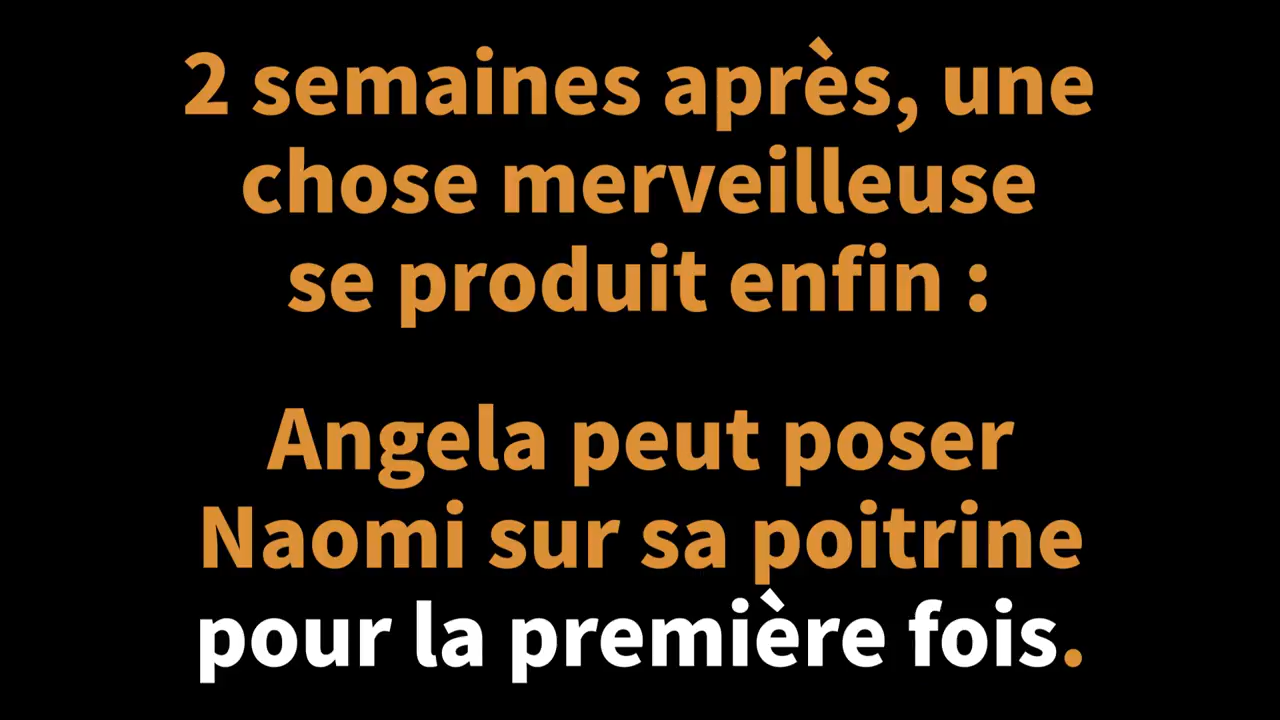 2 semaines après, une
chose merveilleuse
se produit enfin :
Angela peut poser
Naomi sur sa poitrine
pour la première fois.